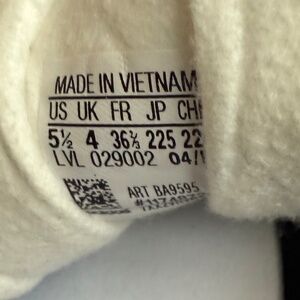 MADE IN VIETNAM
US UK FR JP CH
5½ 4 36⅔ 225 22
LVL 029002 04/
ART BA9595